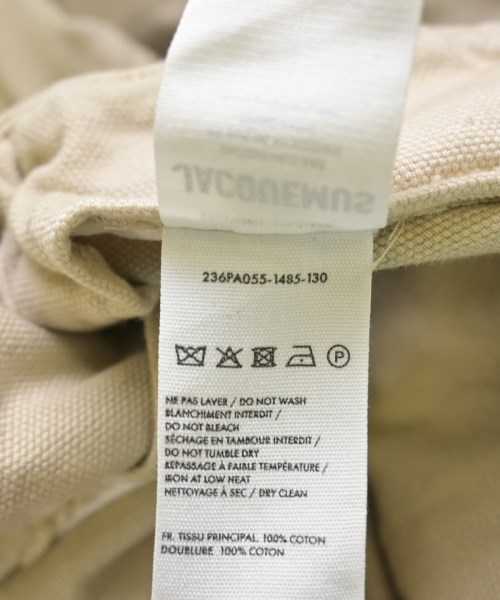 JACQUEMUS
236PA055-1485-130
P
NE PAS LAVER / DO NOT WASH
BLANCHIMENT INTERDIT /
DO NOT BLEACH
SÉCHAGE EN TAMBOUR INTERDIT /
DO NOT TUMBLE DRY
REPASSAGE À FAIBLE TEMPÉRATURE /
IRON AT LOW HEAT
NETTOYAGE À SEC / DRY CLEAN
FR. TISSU PRINCIPAL 100% COTON
DOUBLURE 100% COTON